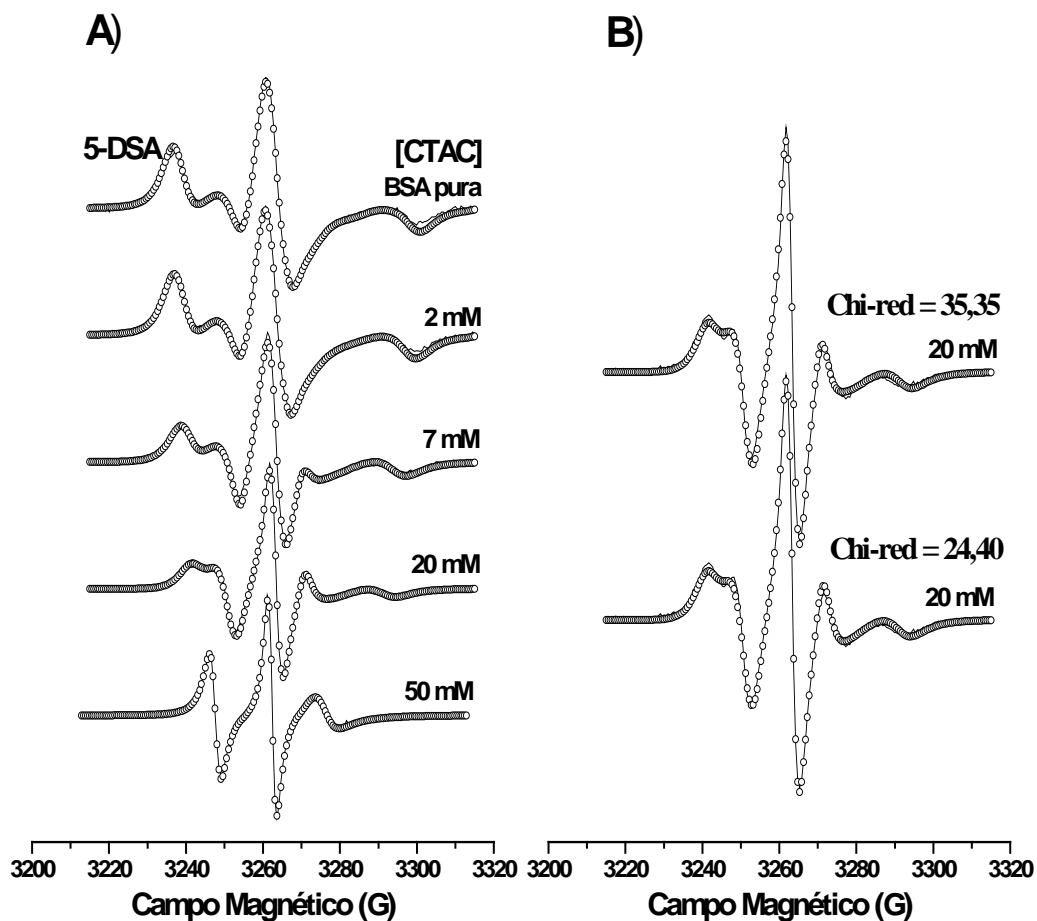 A)
5-DSA
[CTAC]
BSA pura
2 mM
7 mM
20 mM
50 mM
3200 3220 3240 3260 3280 3300 3320
Campo Magnético (G)
B)
Chi-red = 35,35
20 mM
Chi-red = 24,40
20 mM
3200 3220 3240 3260 3280 3300 3320
Campo Magnético (G)